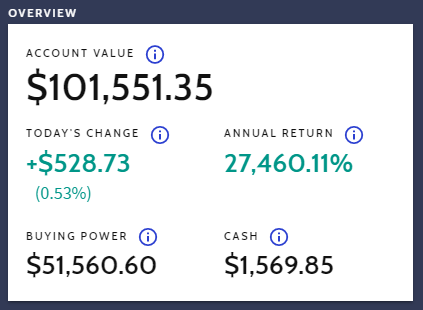 OVERVIEW
ACCOUNT VALUE
$101,551.35
TODAY'S CHANGE ANNUAL RETURN
+$528.73 27,460.11%
(0.53%)
BUYING POWER CASH
$51,560.60 $1,569.85